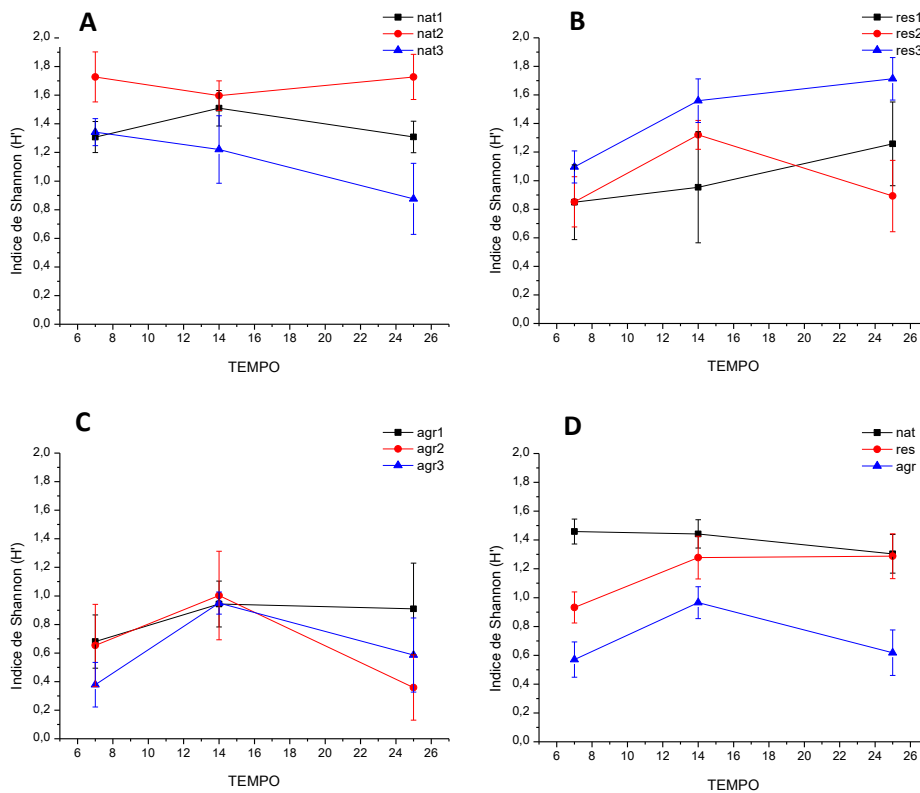 A
nat1
nat2
nat3
2,0
1,8
1,6
1,4
1,2
1,0
0,8
0,6
0,4
0,2
0,0
Indice de Shannon (H')
6 8 10 12 14 16 18 20 22 24 26
TEMPO
B
res1
res2
res3
2,0
1,8
1,6
1,4
1,2
1,0
0,8
0,6
0,4
0,2
0,0
Indice de Shannon (H')
6 8 10 12 14 16 18 20 22 24 26
TEMPO
C
agr1
agr2
agr3
2,0
1,8
1,6
1,4
1,2
1,0
0,8
0,6
0,4
0,2
0,0
Indice de Shannon (H')
6 8 10 12 14 16 18 20 22 24 26
TEMPO
D
nat
res
agr
2,0
1,8
1,6
1,4
1,2
1,0
0,8
0,6
0,4
0,2
0,0
Indice de Shannon (H')
6 8 10 12 14 16 18 20 22 24 26
TEMPO